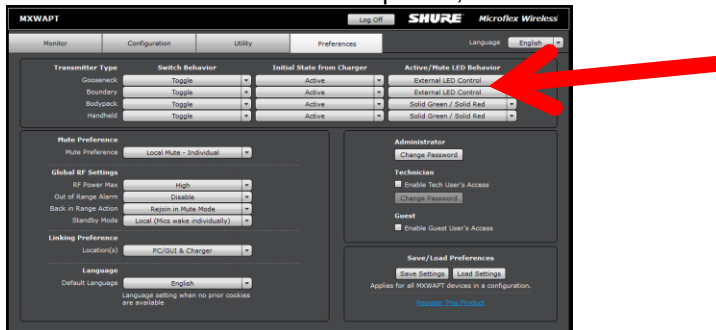 MXWAPT Log Off SHURE Microflex Wireless
Monitor Configuration Utility Preferences Language English
Transmitter Type Switch Behavior Initial State from Charger Active/Mute LED Behavior
Gooseneck Toggle Active External LED Control
Boundary Toggle Active External LED Control
Bodypack Toggle Active Solid Green / Solid Red
Handheld Toggle Active Solid Green / Solid Red
Mute Preference
Mute Preference Local Mute - Individual
Global RF Settings
RF Power Max High
Out of Range Alarm Disable
Back in Range Action Rejoin in Mute Mode
Standby Mode Local (Mics wake individually)
Linking Preference
Location(s) PC/GUI & Charger
Language
Default Language English
Language setting when no prior cookies
are available
Administrator
Change Password
Technician
Enable Tech User's Access
Change Password
Guest
Enable Guest User's Access
Save/Load Preferences
Save Settings Load Settings
Applies for all MXWAPT devices in a configuration.
Register This Product